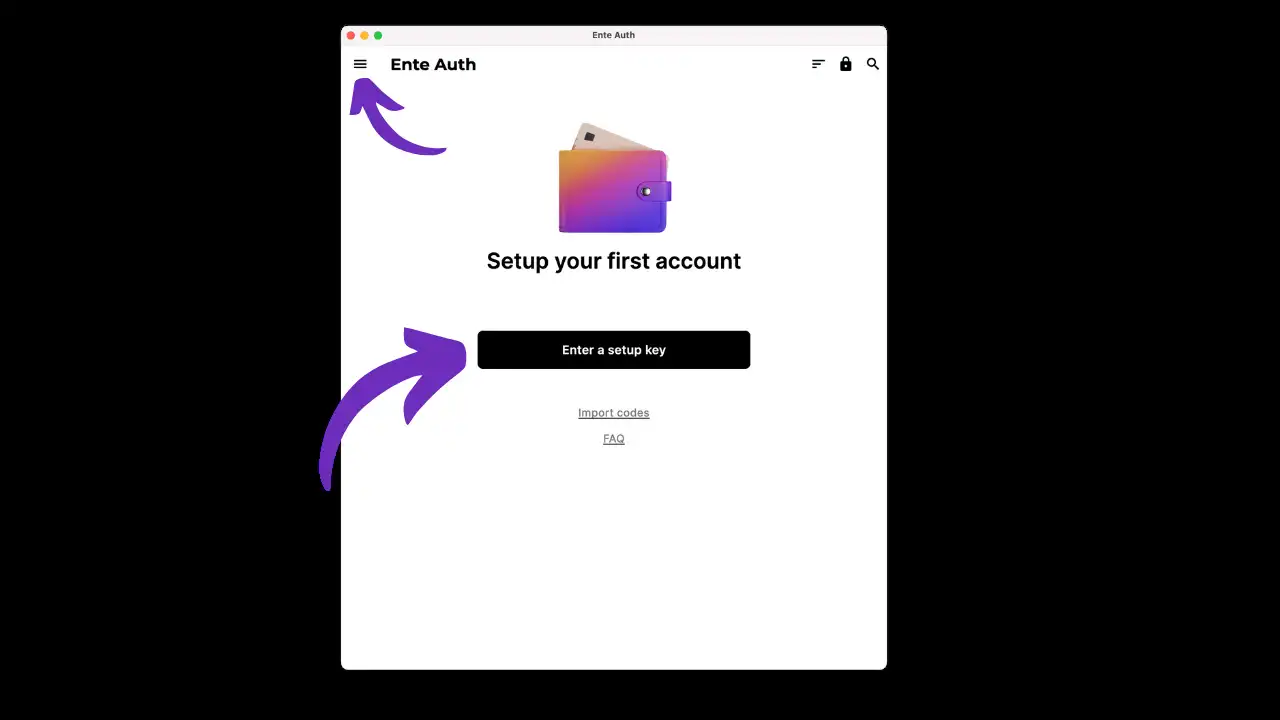 Ente Auth
Ente Auth
Setup your first account
Enter a setup key
Import codes
FAQ